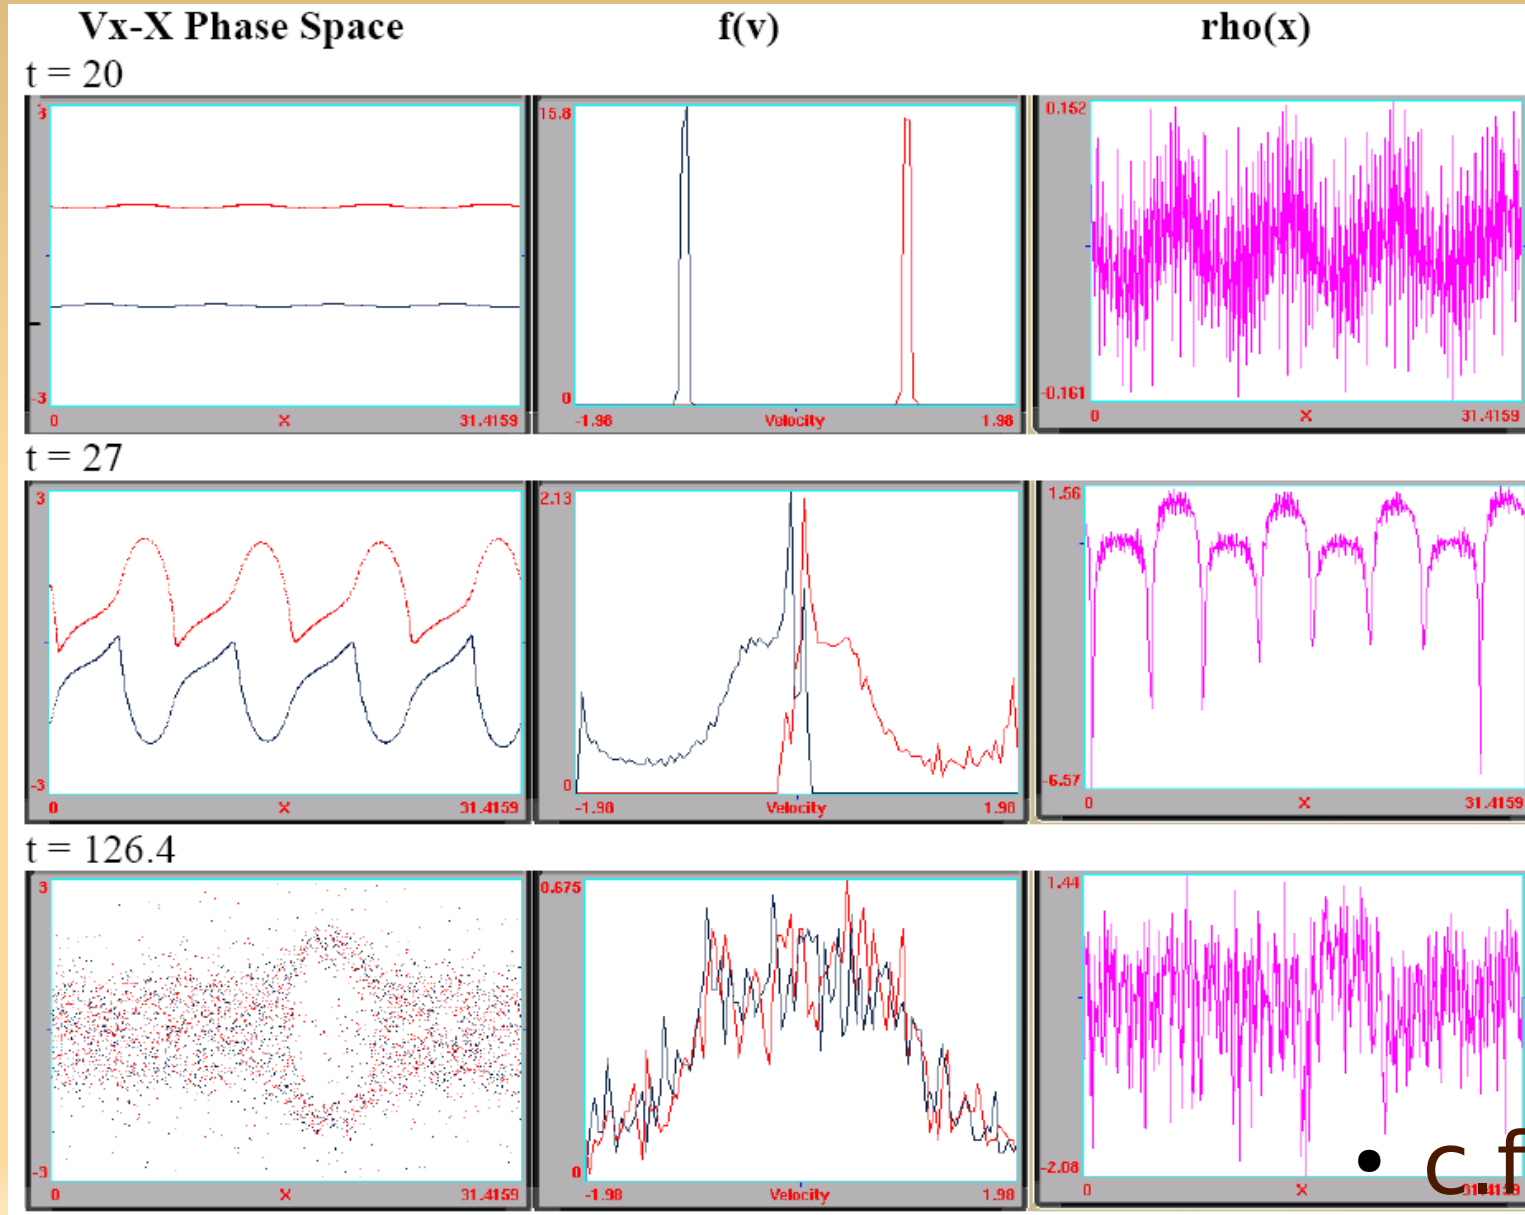 Vx-X Phase Space f(v) rho(x)
t = 20
3 15.8 0.152
-3 0 -0.161
0 X 31.4159 -1.98 Velocity 1.98 0 X 31.4159
t = 27
3 2.13 1.56
-3 0 -6.57
0 X 31.4159 -1.98 Velocity 1.98 0 X 31.4159
t = 126.4
3 0.675 1.44
-3 0 -2.08
0 X 31.4159 -1.98 Velocity 1.98 0 X 31.4159
• c.f